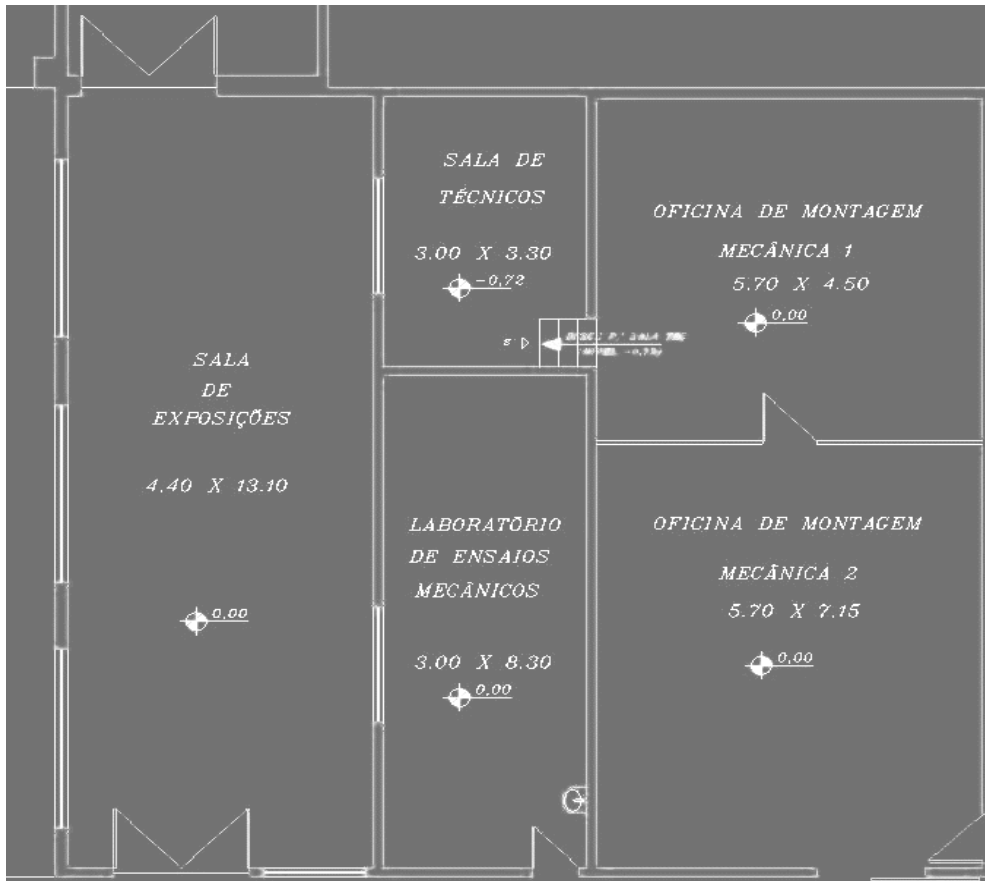 SALA DE
TÉCNICOS
3.00 X 3.30
-0,72
OFICINA DE MONTAGEM
MECÂNICA 1
5.70 X 4.50
0,00
SALA
DE
EXPOSIÇÕES
4.40 X 13.10
0,00
LABORATÓRIO
DE ENSAIOS
MECÂNICOS
3.00 X 8.30
0,00
OFICINA DE MONTAGEM
MECÂNICA 2
5.70 X 7.15
0,00